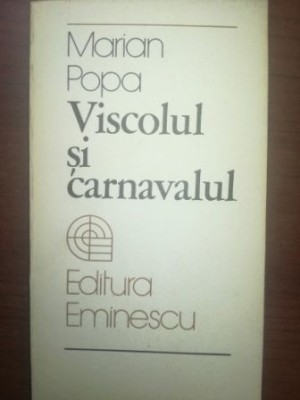 Marian
Popa
Viscolul
și
carnavalul
Editura
Eminescu